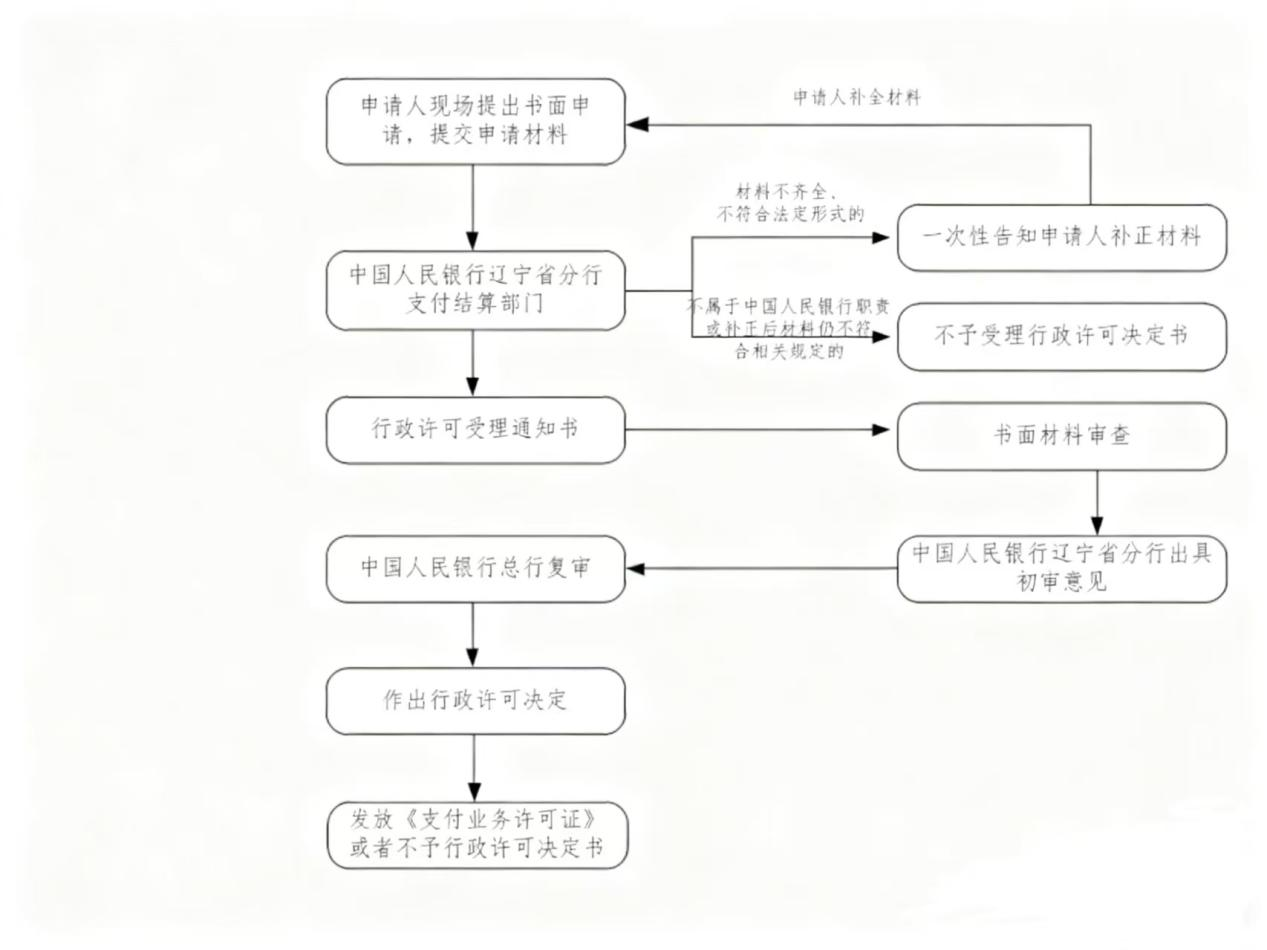 申请人现场提出书面申
请，提交申请材料
申请人补全材料
材料不齐全、
不符合法定形式的
一次性告知申请人补正材料
中国人民银行辽宁省分行
支付结算部门
不属于中国人民银行职责
或补正后材料仍不符
合相关规定的
不予受理行政许可决定书
行政许可受理通知书
书面材料审查
中国人民银行辽宁省分行出具
初审意见
中国人民银行总行复审
作出行政许可决定
发放《支付业务许可证》
或者不予行政许可决定书